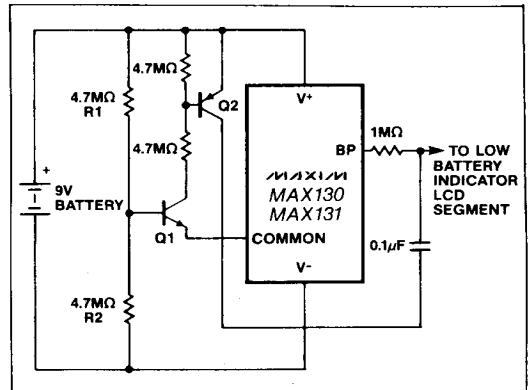 4.7MΩ
4.7MΩ
R1
Q2
V+
4.7MΩ
BP
1MΩ
TO LOW
BATTERY
INDICATOR
LCD
SEGMENT
MAXIM
MAX130
MAX131
+
9V
BATTERY
Q1
COMMON
0.1µF
V-
4.7MΩ
R2